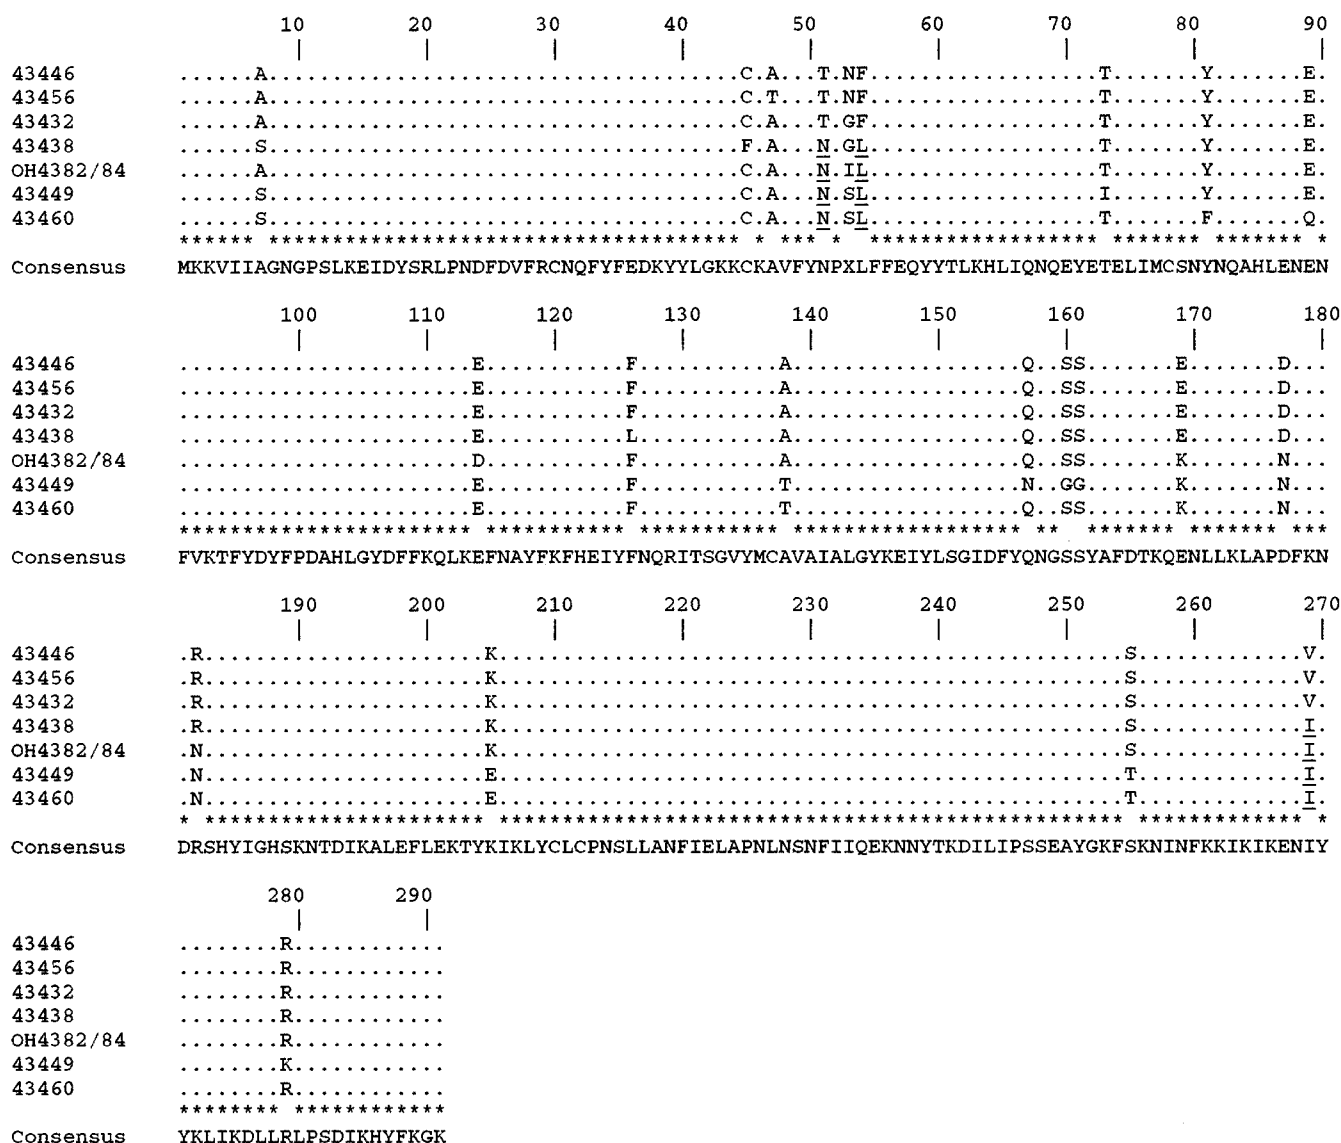 10 20 30 40 50 60 70 80 90
43446 ......A.....................................C.A...T.NF..................T.......Y.......E.
43456 ......A.....................................C.T...T.NF..................T.......Y.......E.
43432 ......A.....................................C.A...T.GF..................T.......Y.......E.
43438 ......S.....................................F.A...N.GL..................T.......Y.......E.
OH4382/84 ......A.....................................C.A...N.IL..................T.......Y.......E.
43449 ......S.....................................C.A...N.SL..................I.......Y.......E.
43460 ......S.....................................C.A...N.SL..................T.......F.......Q.
****** ************************************* * *** *  ****************** ******* ******* *
Consensus MKKVIIAGNGPSLKEIDYSRLPNDFDVFRCNQFYFEDKYYLGKKCKAVFYNPXLFFEQYYTLKHLIQNQEYETELIMCSNYNQAHLENEN
100 110 120 130 140 150 160 170 180
43446 .......................E...........F...........A..................Q..SS.......E.......D...
43456 .......................E...........F...........A..................Q..SS.......E.......D...
43432 .......................E...........F...........A..................Q..SS.......E.......D...
43438 .......................E...........L...........A..................Q..SS.......E.......D...
OH4382/84 .......................D...........F...........A..................Q..SS.......K.......N...
43449 .......................E...........F...........T..................N..GG.......K.......N...
43460 .......................E...........F...........T..................Q..SS.......K.......N...
*********************** *********** *********** ****************** **  ******* ******* ***
Consensus FVKTFYDYFPDAHLGYDFFKQLKEFNAYFKFHEIYFNQRITSGVYMCAVAIALGYKEIYLSGIDFYQNGSSYAFDTKQENLLKLAPDFKN
190 200 210 220 230 240 250 260 270
43446 .R......................K.................................................S.............V.
43456 .R......................K.................................................S.............V.
43432 .R......................K.................................................S.............V.
43438 .R......................K.................................................S.............I.
OH4382/84 .N......................K.................................................S.............I.
43449 .N......................E.................................................T.............I.
43460 .N......................E.................................................T.............I.
* ********************** ************************************************* ************* *
Consensus DRSHYIGHSKNTDIKALEFLEKTYKIKLYCLCPNSLLANFIELAPNLNSNFIIQEKNNYTKDILIPSSEAYGKFSKNINFKKIKIKENIY
280 290
43446 ........R............
43456 ........R............
43432 ........R............
43438 ........R............
OH4382/84 ........R............
43449 ........K............
43460 ........R............
******** ************
Consensus YKLIKDLLRLPSDIKHYFKGK